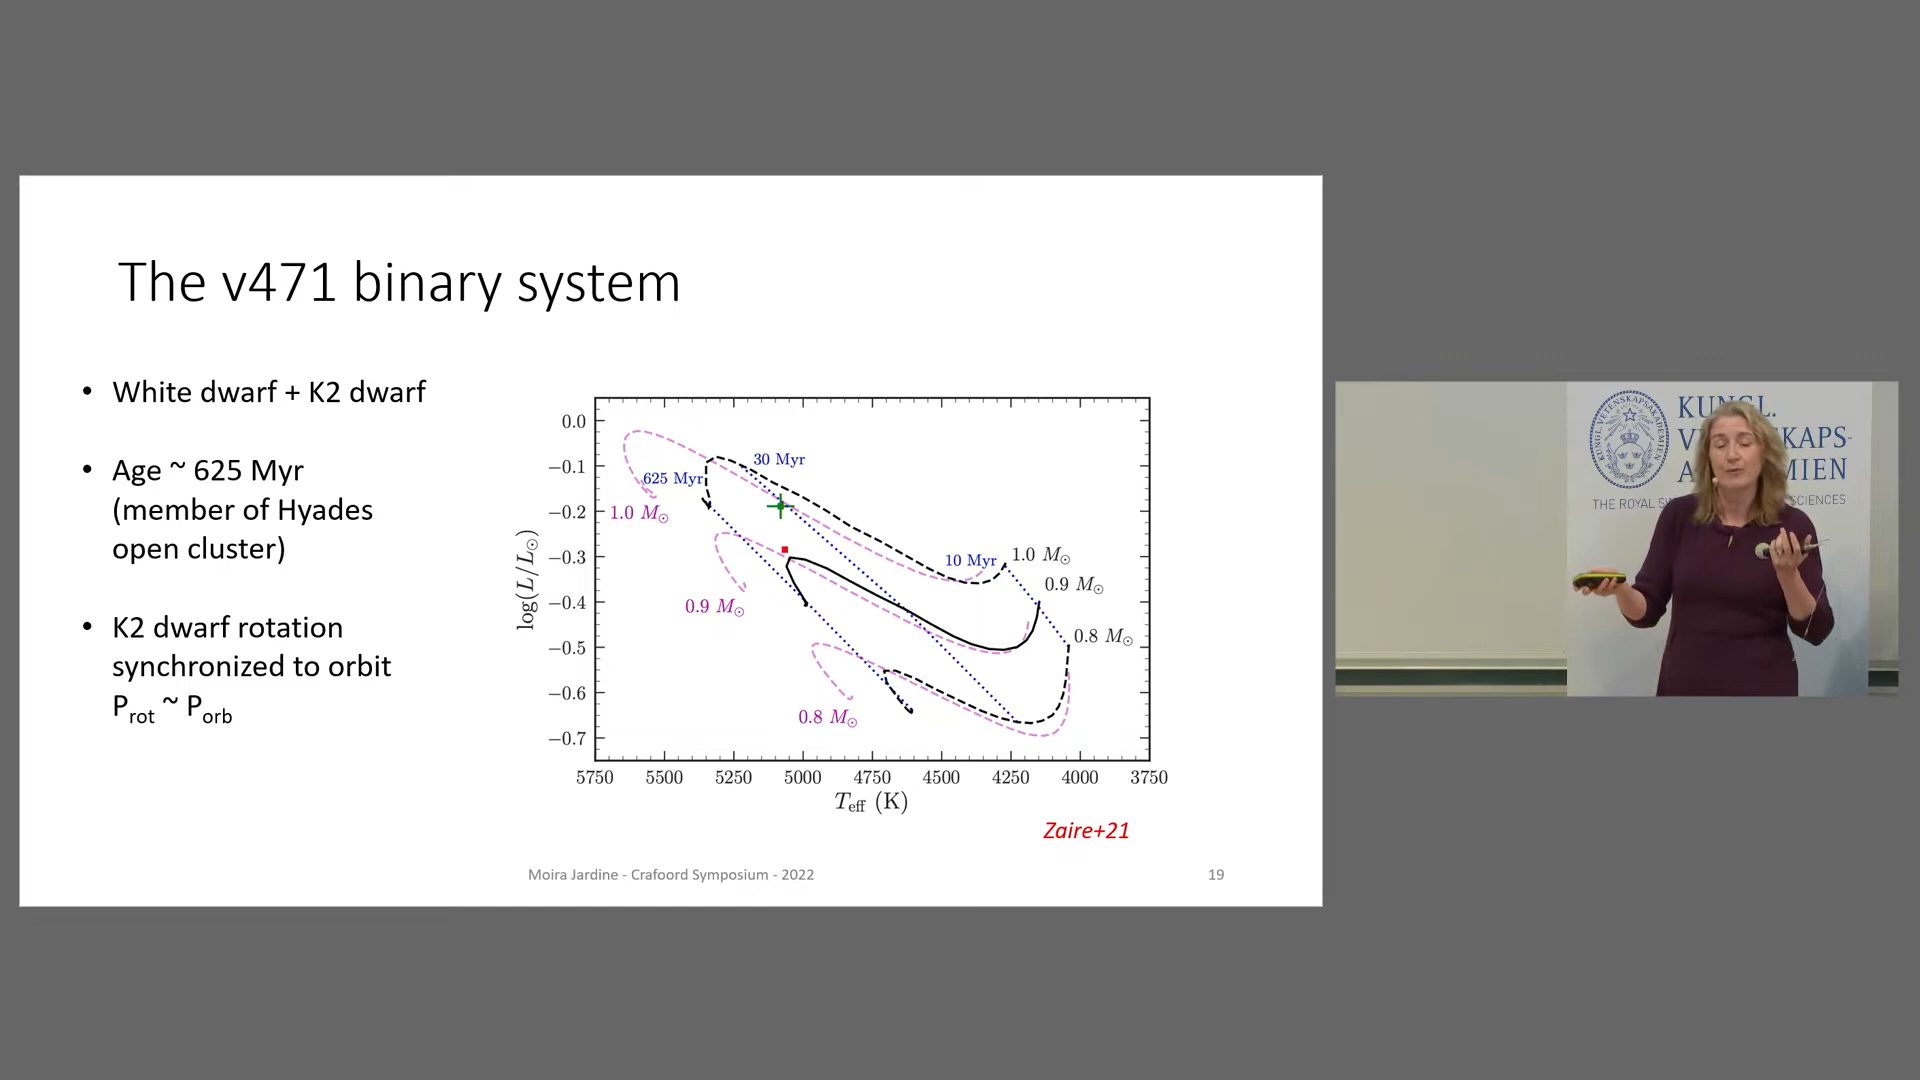 The v471 binary system
• White dwarf + K2 dwarf
• Age ~ 625 Myr
(member of Hyades
open cluster)
• K2 dwarf rotation
synchronized to orbit
Prot ~ Porb
log(L/L⊙)
0.0
−0.1
−0.2
−0.3
−0.4
−0.5
−0.6
−0.7
30 Myr
625 Myr
1.0 M⊙
10 Myr
1.0 M⊙
0.9 M⊙
0.9 M⊙
0.8 M⊙
0.8 M⊙
5750 5500 5250 5000 4750 4500 4250 4000 3750
Teff (K)
Zaire+21
Moira Jardine - Crafoord Symposium - 2022
19
KUNGL.
KAPS-
MIEN
THE ROYAL
SCIENCES